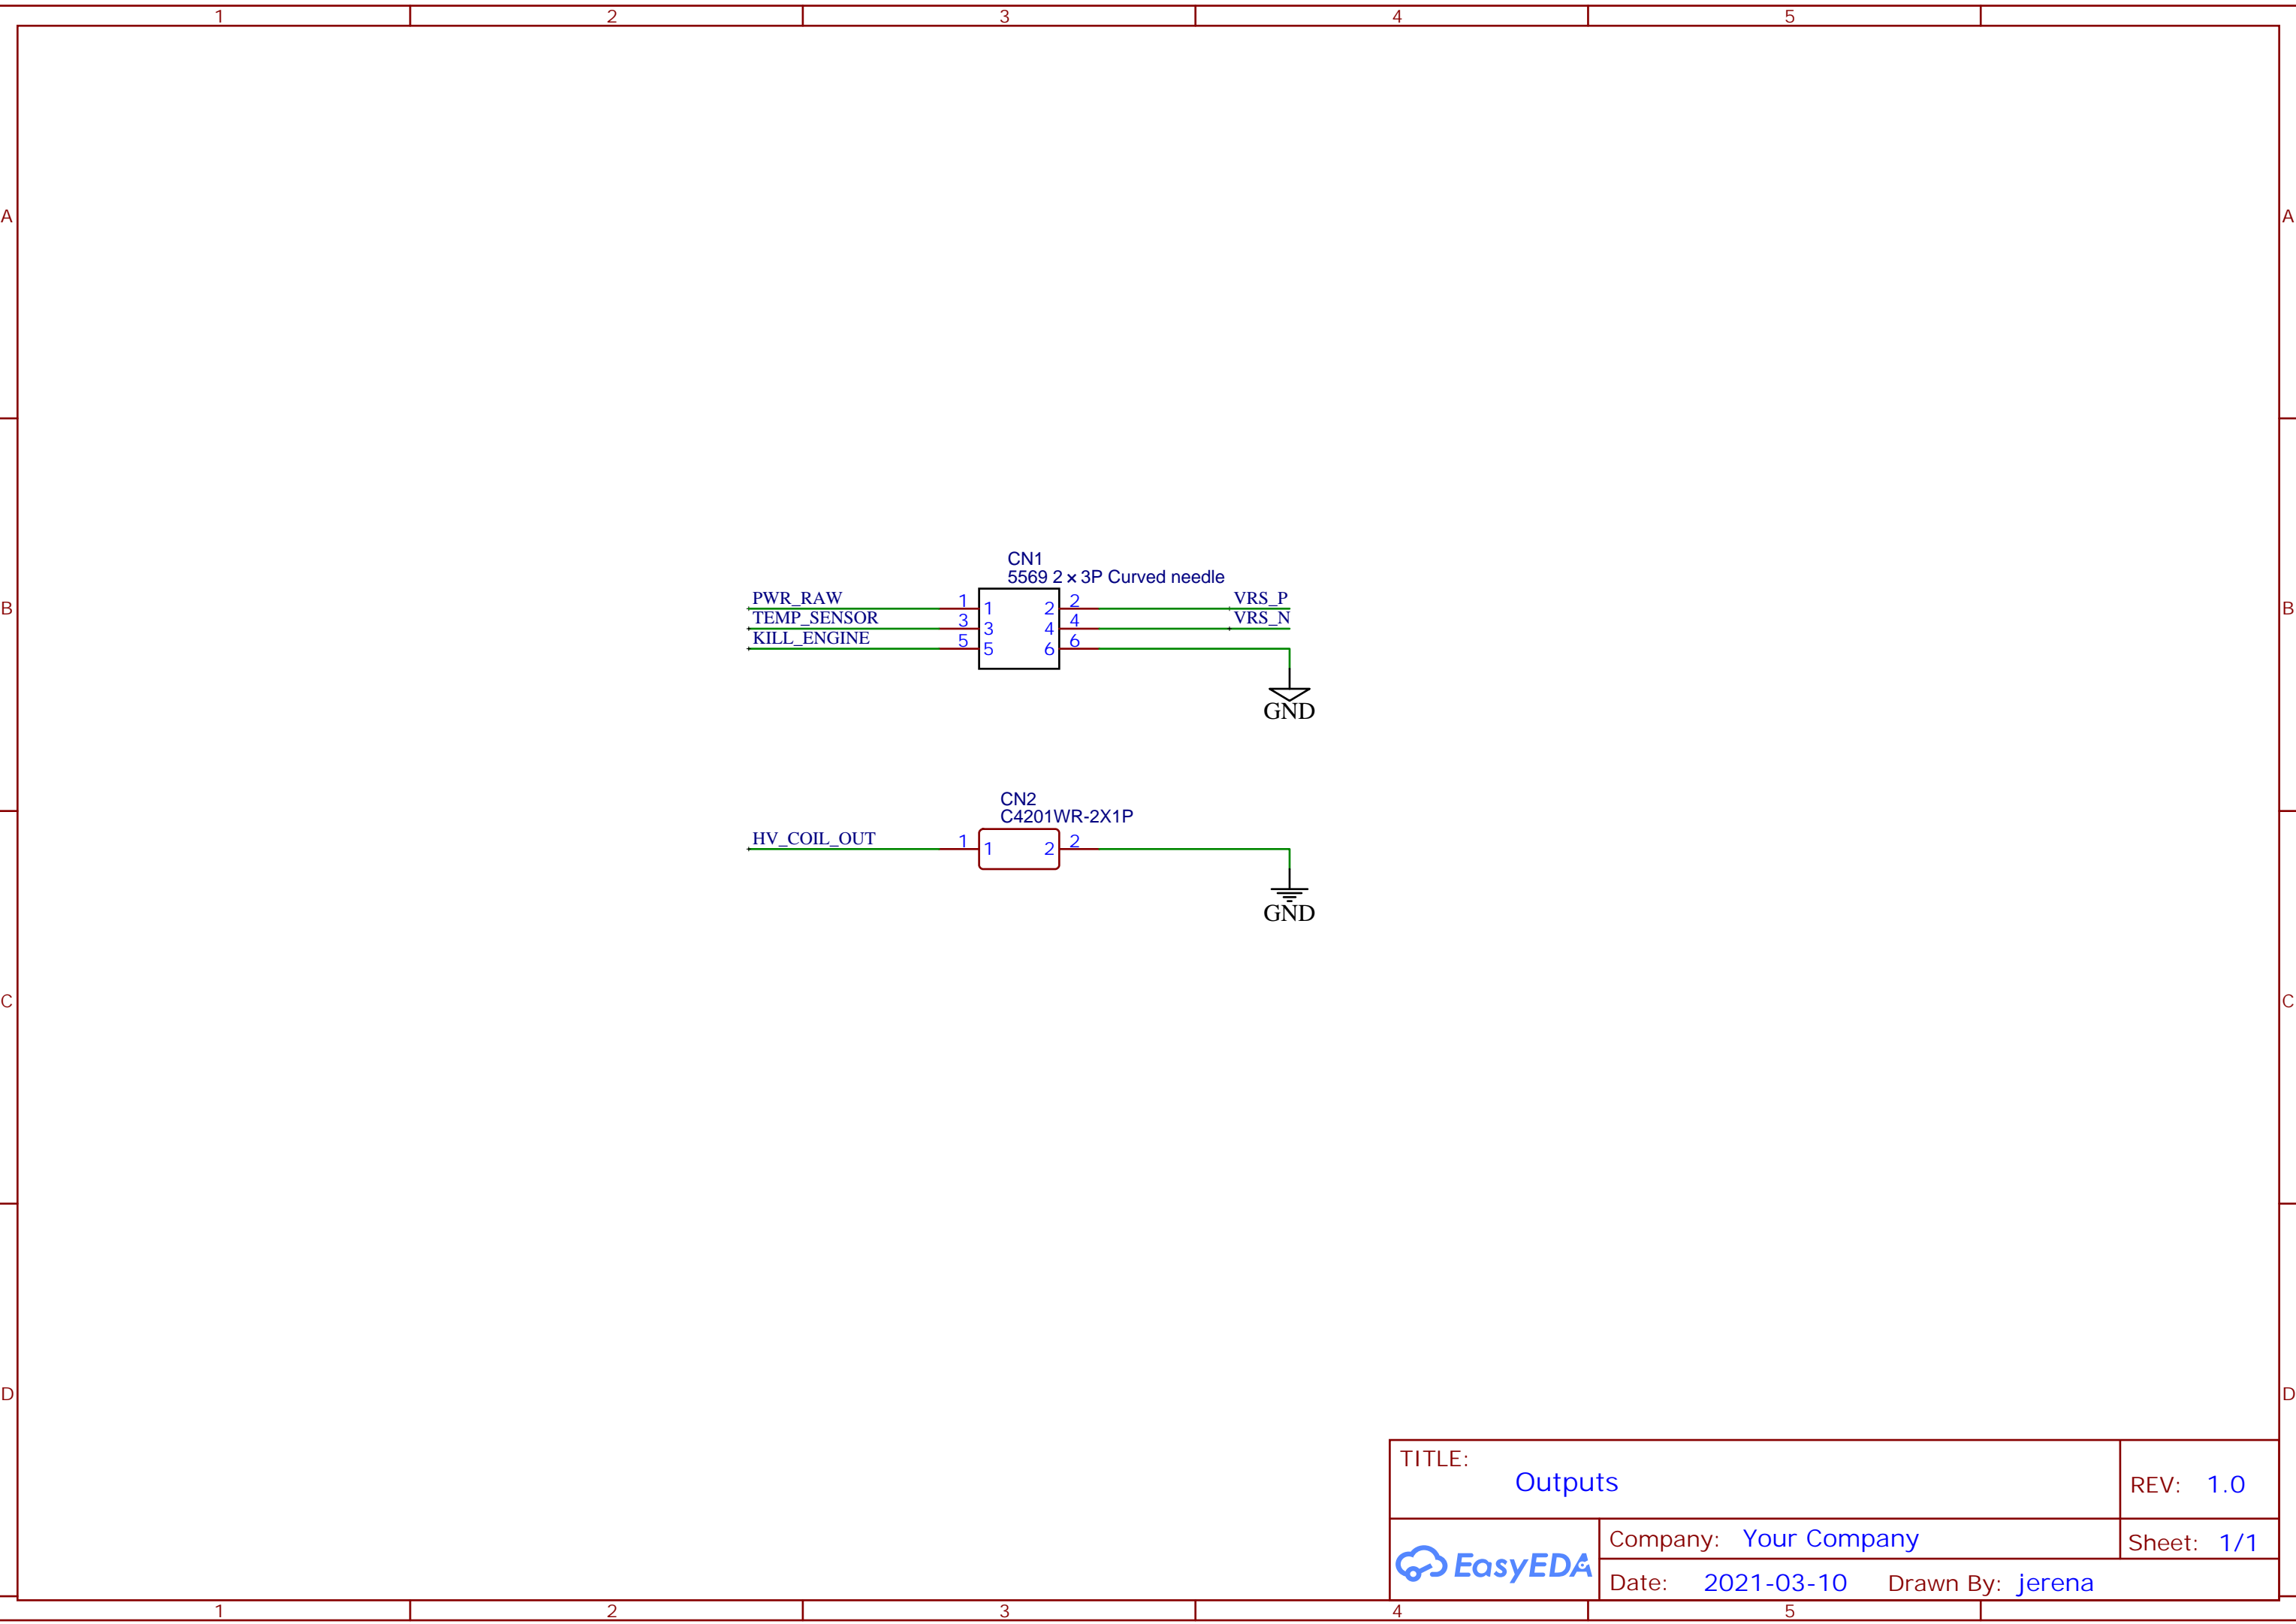 1 2 3 4 5
A A
CN1
5569 2×3P Curved needle
PWR_RAW 1 1 2 2 VRS_P
TEMP_SENSOR 3 3 4 4 VRS_N
KILL_ENGINE 5 5 6 6
B B
GND
CN2
C4201WR-2X1P
HV_COIL_OUT 1 1 2 2
GND
C C
D D
TITLE:
Outputs
REV: 1.0
EasyEDA
Company: Your Company
Sheet: 1/1
Date: 2021-03-10 Drawn By: jerena
1 2 3 4 5